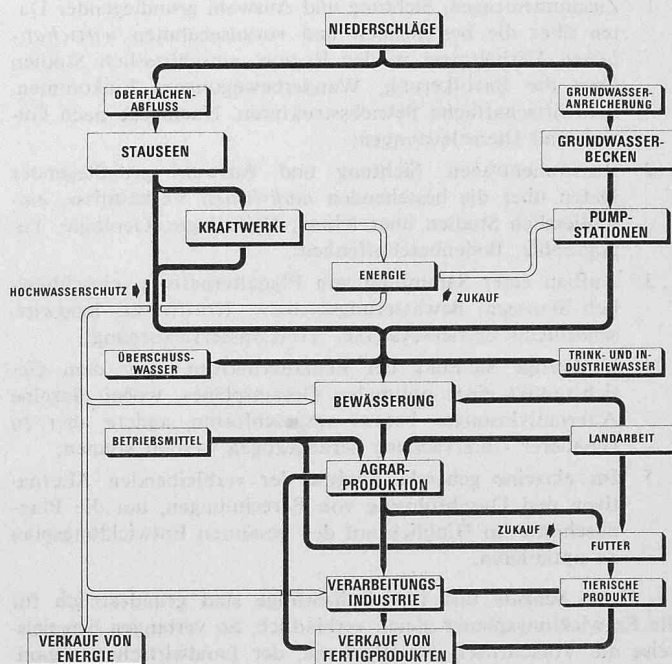 NIEDERSCHLÄGE
OBERFLÄCHEN-
ABFLUSS
GRUNDWASSER-
ANREICHERUNG
STAUSEEN
GRUNDWASSER-
BECKEN
KRAFTWERKE
PUMP-
STATIONEN
ENERGIE
HOCHWASSERSCHUTZ
ZUKAUF
ÜBERSCHUSS-
WASSER
TRINK- UND IN-
DUSTRIEWASSER
BEWÄSSERUNG
BETRIEBSMITTEL
LANDARBEIT
AGRAR-
PRODUKTION
ZUKAUF
FUTTER
VERARBEITUNGS-
INDUSTRIE
TIERISCHE
PRODUKTE
VERKAUF VON
ENERGIE
VERKAUF VON
FERTIGPRODUKTEN